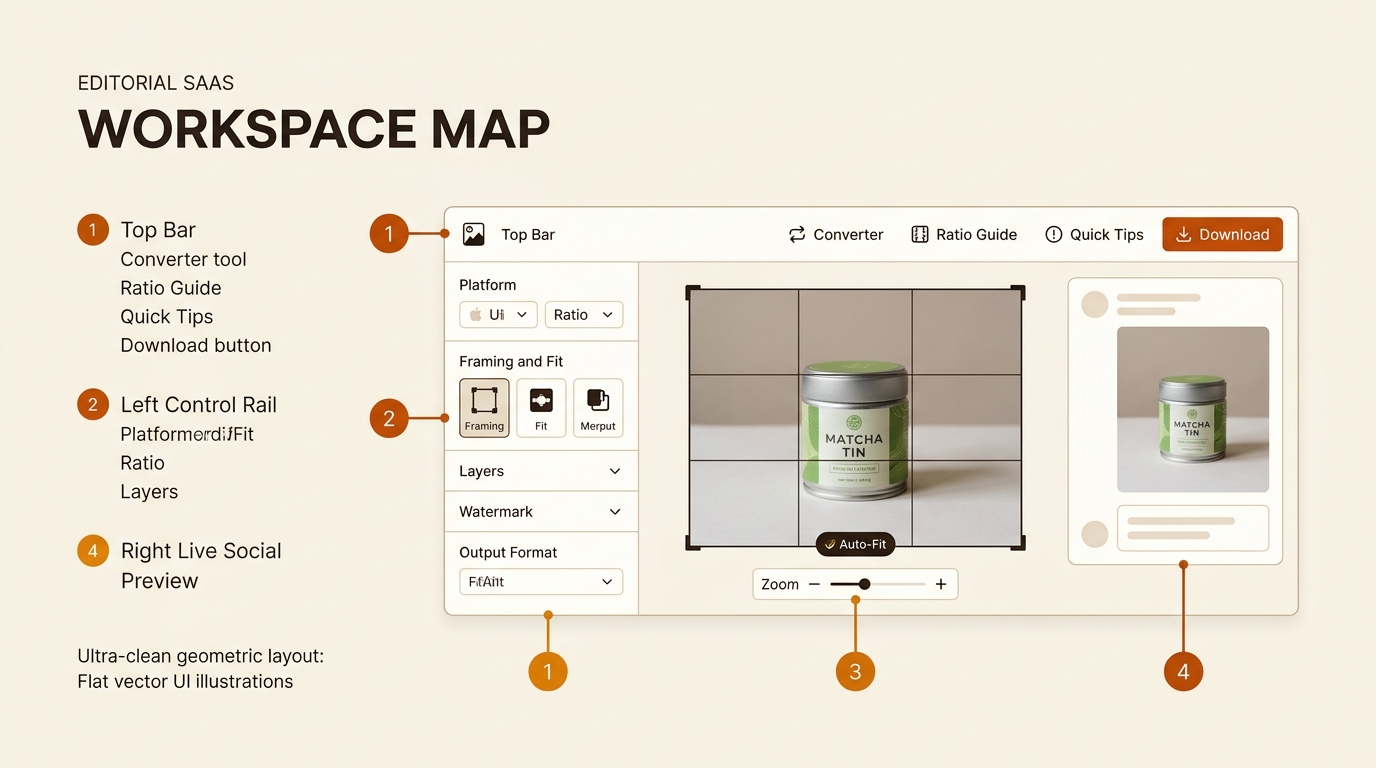 EDITORIAL SAAS
WORKSPACE MAP
1 Top Bar
Converter tool
Ratio Guide
Quick Tips
Download button
2 Left Control Rail
Ratio
Layers
4 Right Live Social
Preview
Ultra-clean geometric layout:
Flat vector UI illustrations
1
Top Bar
Converter
Ratio Guide
Quick Tips
Download
Platform
Ratio
2
Framing and Fit
Framing
Fit
Merput
Layers
Watermark
Output Format
MATCHA
TIN
Auto-Fit
Zoom
MATCHA
TIN
1
3
4